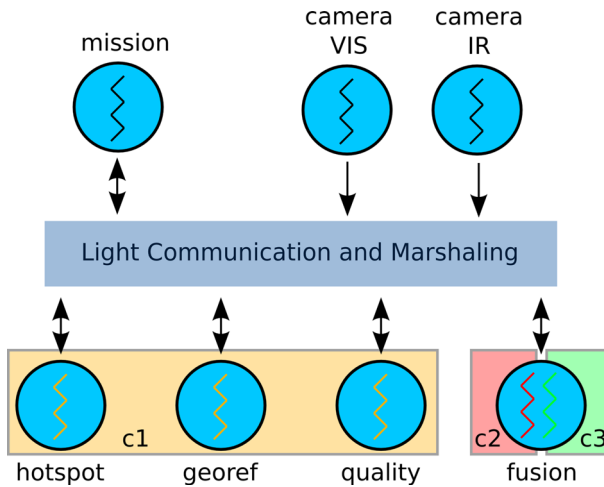 mission
camera
VIS
camera
IR
Light Communication and Marshaling
c1
c2
c3
hotspot
georef
quality
fusion